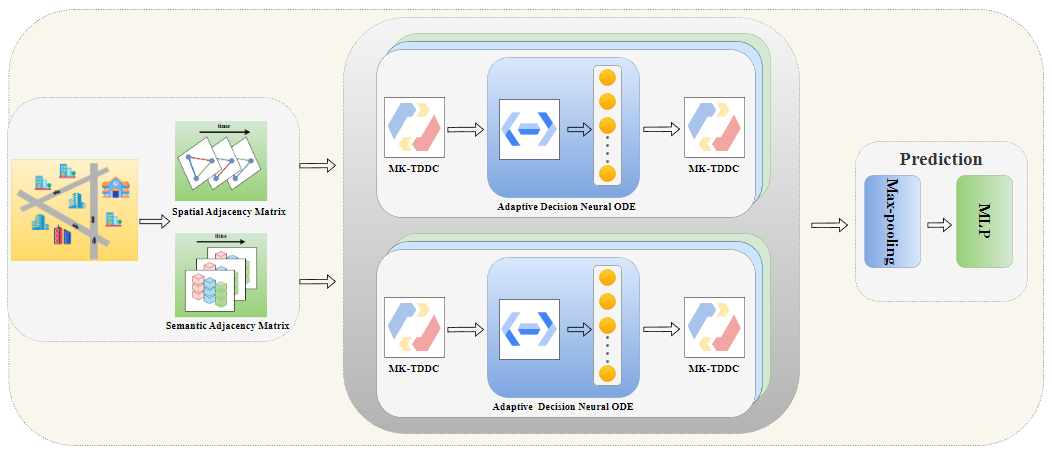 time
Spatial Adjacency Matrix
time
Semantic Adjacency Matrix
MK-TDDC
MK-TDDC
Adaptive Decision Neural ODE
MK-TDDC
MK-TDDC
Adaptive Decision Neural ODE
Prediction
Max-pooling
MLP